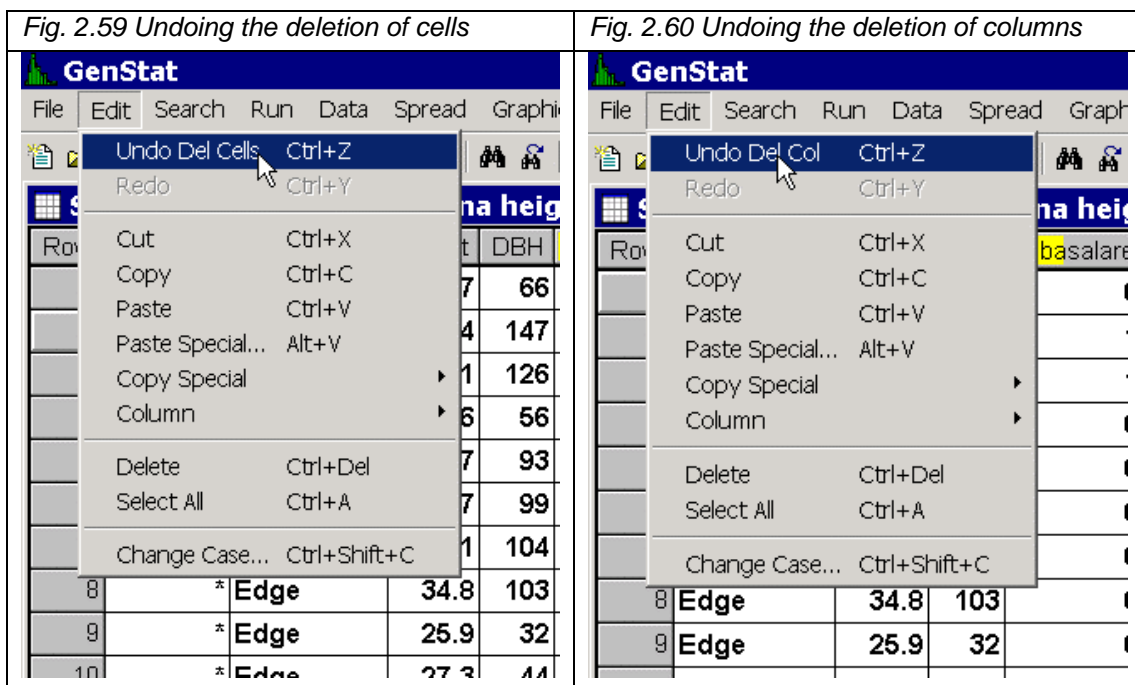 Fig. 2.59 Undoing the deletion of cells
GenStat
File Edit Search Run Data Spread
Undo Del Cells Ctrl+Z
Redo Ctrl+Y
Cut Ctrl+X
Copy Ctrl+C
Paste Ctrl+V
Paste Special... Alt+V
Copy Special
Column
Delete Ctrl+Del
Select All Ctrl+A
Change Case... Ctrl+Shift+C
DBH
66
147
126
56
93
99
104
8 * Edge 34.8 103
9 * Edge 25.9 32
10 * Edge 27.3 44
Fig. 2.60 Undoing the deletion of columns
GenStat
File Edit Search Run Data Spread
Undo Del Col Ctrl+Z
Redo Ctrl+Y
Cut Ctrl+X
Copy Ctrl+C
Paste Ctrl+V
Paste Special... Alt+V
Copy Special
Column
Delete Ctrl+Del
Select All Ctrl+A
Change Case... Ctrl+Shift+C
basalare
8 Edge 34.8 103
9 Edge 25.9 32